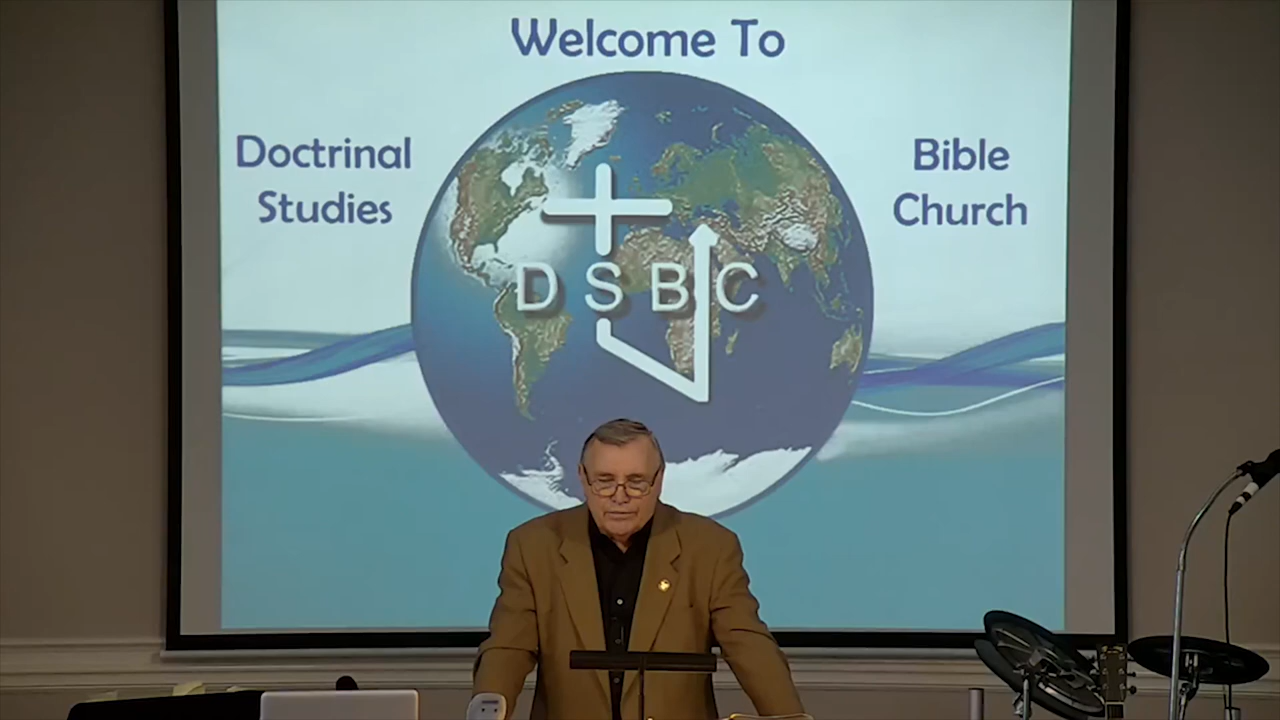 Welcome To
Doctrinal
Studies
Bible
Church
DSBC